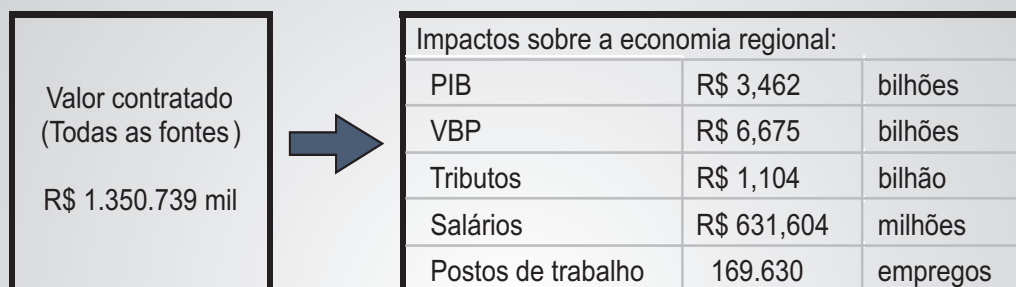 Valor contratado
(Todas as fontes)
R$ 1.350.739 mil
Impactos sobre a economia regional:
PIB R$ 3,462 bilhões
VBP R$ 6,675 bilhões
Tributos R$ 1,104 bilhão
Salários R$ 631,604 milhões
Postos de trabalho 169.630 empregos